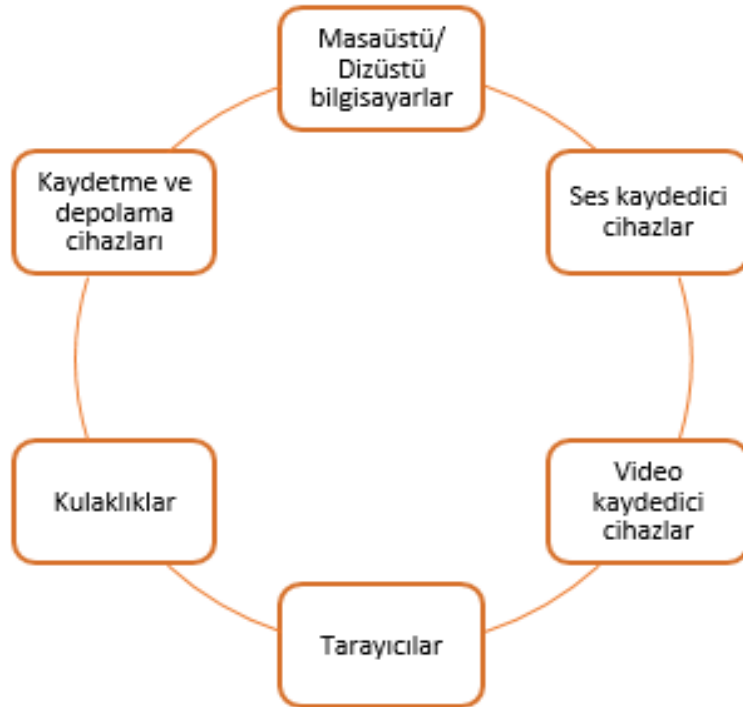 Masaüstü/
Dizüstü
bilgisayarlar
Ses kaydedici
cihazlar
Video
kaydedici
cihazlar
Tarayıcılar
Kulaklıklar
Kaydetme ve
depolama
cihazları